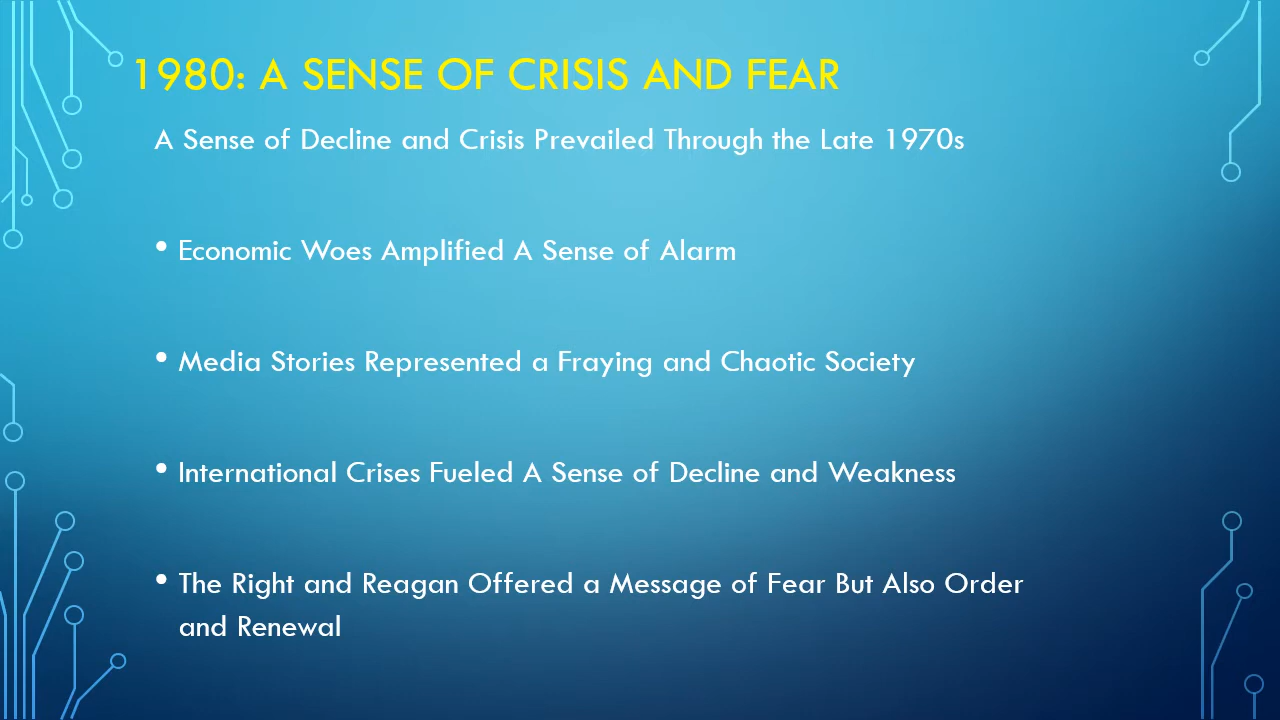 1980: A SENSE OF CRISIS AND FEAR
A Sense of Decline and Crisis Prevailed Through the Late 1970s
• Economic Woes Amplified A Sense of Alarm
• Media Stories Represented a Fraying and Chaotic Society
• International Crises Fueled A Sense of Decline and Weakness
• The Right and Reagan Offered a Message of Fear But Also Order
and Renewal